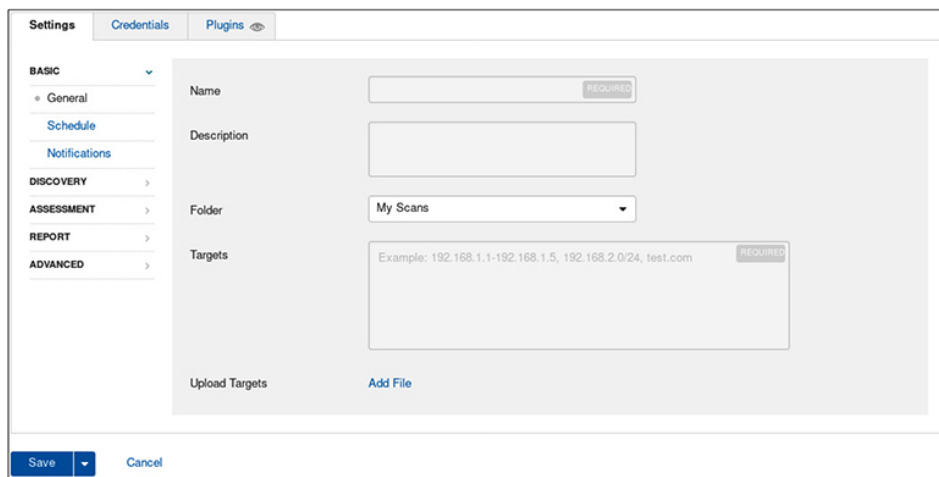 Settings Credentials Plugins
BASIC
General
Schedule
Notifications
DISCOVERY
ASSESSMENT
REPORT
ADVANCED
Name REQUIRED
Description
Folder My Scans
Targets Example: 192.168.1.1-192.168.1.5, 192.168.2.0/24, test.com REQUIRED
Upload Targets Add File
Save Cancel